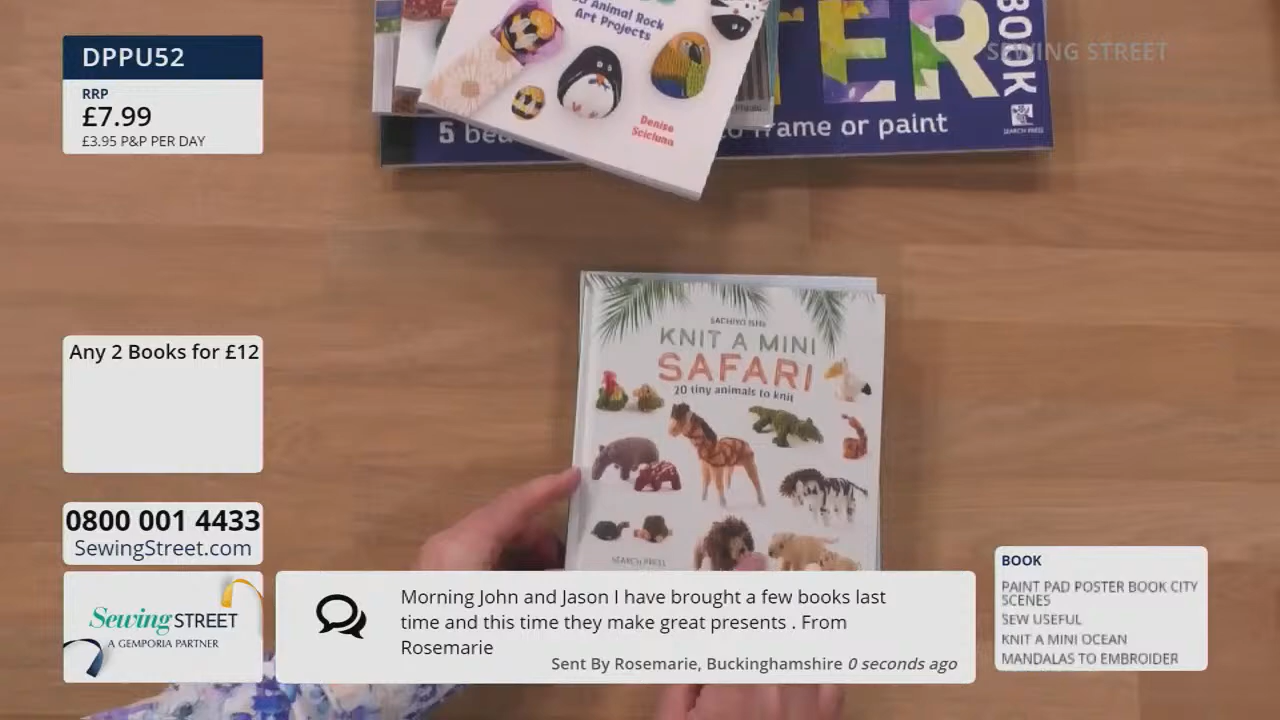 DPPU52
RRP
£7.99
£3.95 P&P PER DAY
Animal Rock
Art Projects
Denise
Scicluna
TER
BOOK
SEWING STREET
5
to frame or paint
SEARCH PRESS
Any 2 Books for £12
SACHIYO ISHII
KNIT A MINI
SAFARI
20 tiny animals to knit
SEARCH PRESS
0800 001 4433
SewingStreet.com
Sewing STREET
A GEMPORIA PARTNER
Morning John and Jason I have brought a few books last
time and this time they make great presents . From
Rosemarie
Sent By Rosemarie, Buckinghamshire 0 seconds ago
BOOK
PAINT PAD POSTER BOOK CITY
SCENES
SEW USEFUL
KNIT A MINI OCEAN
MANDALAS TO EMBROIDER